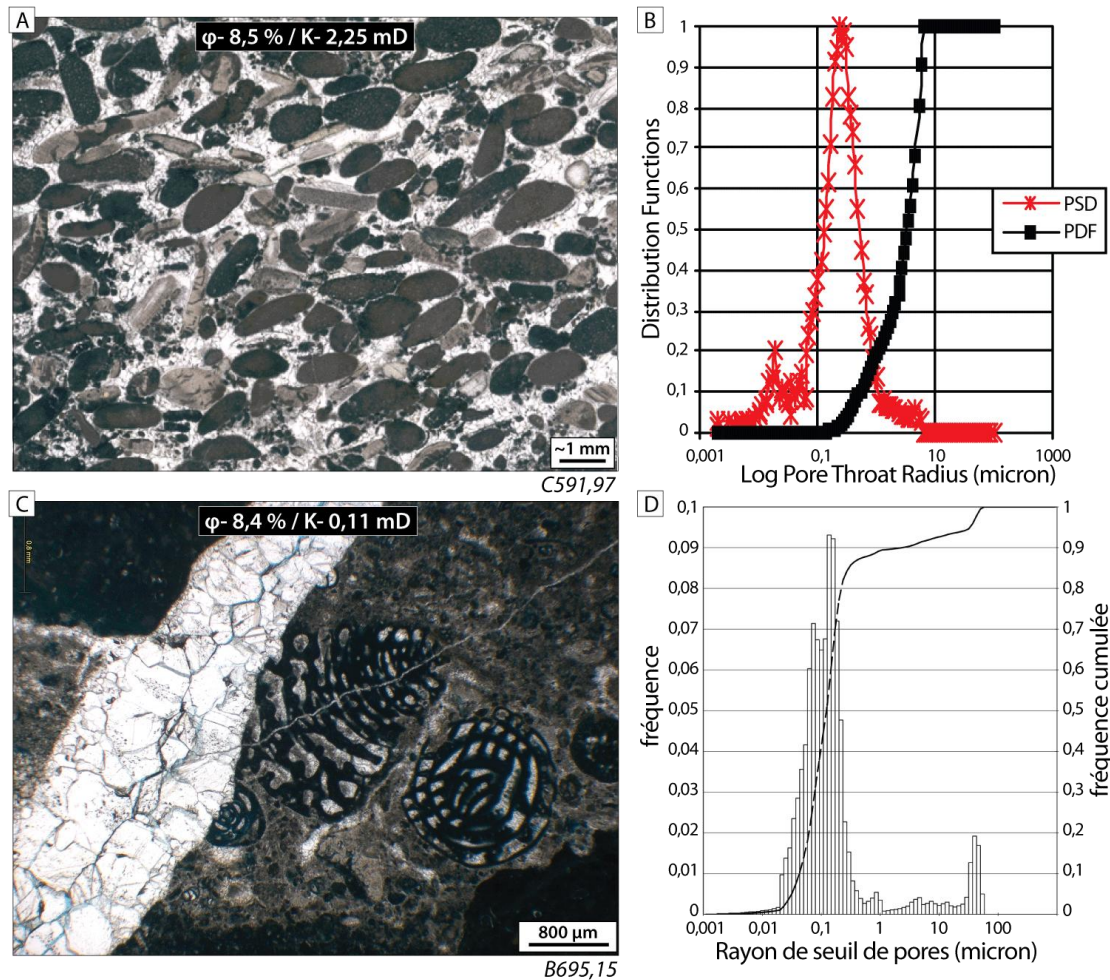 A
φ- 8,5 % / K- 2,25 mD
~1 mm
C591,97
B
Distribution Functions
1
0,9
0,8
0,7
0,6
0,5
0,4
0,3
0,2
0,1
0
0,001
0,1
10
1000
Log Pore Throat Radius (micron)
PSD
PDF
C
φ- 8,4 % / K- 0,11 mD
0,8 mm
800 µm
B695,15
D
fréquence
0,1
0,09
0,08
0,07
0,06
0,05
0,04
0,03
0,02
0,01
0
fréquence cumulée
1
0,9
0,8
0,7
0,6
0,5
0,4
0,3
0,2
0,1
0
0,001
0,01
0,1
1
10
100
Rayon de seuil de pores (micron)